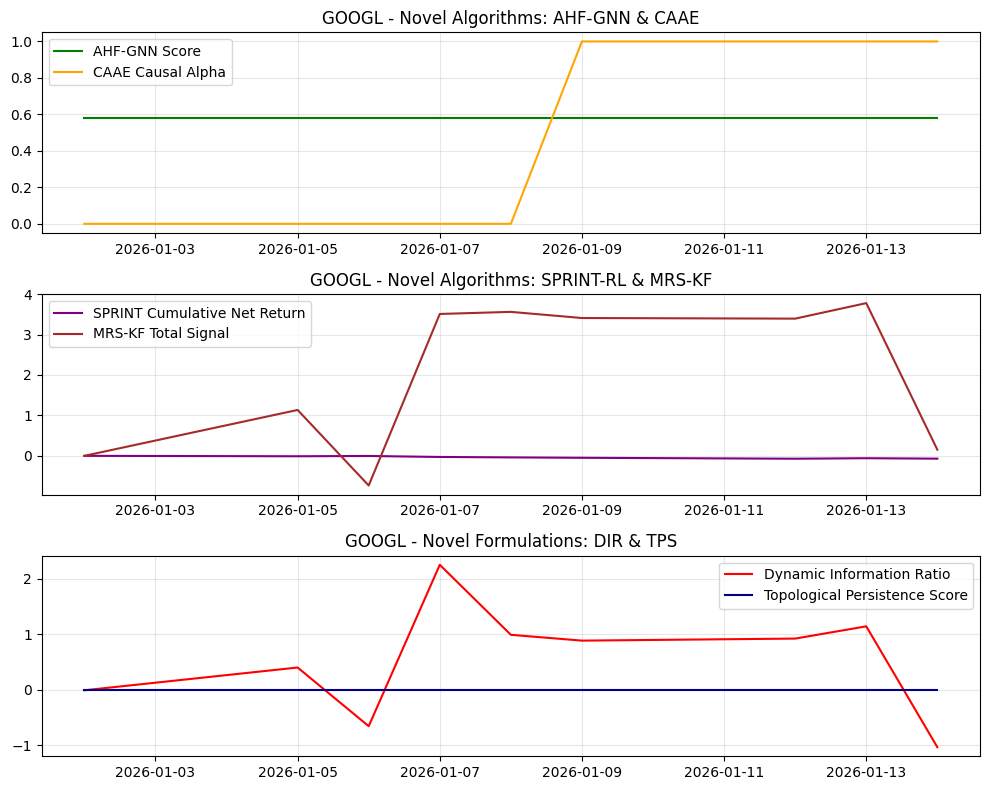 GOOGL - Novel Algorithms: AHF-GNN & CAAE
AHF-GNN Score
CAAE Causal Alpha
1.0
0.8
0.6
0.4
0.2
0.0
2026-01-03 2026-01-05 2026-01-07 2026-01-09 2026-01-11 2026-01-13
GOOGL - Novel Algorithms: SPRINT-RL & MRS-KF
SPRINT Cumulative Net Return
MRS-KF Total Signal
4
3
2
1
0
2026-01-03 2026-01-05 2026-01-07 2026-01-09 2026-01-11 2026-01-13
GOOGL - Novel Formulations: DIR & TPS
Dynamic Information Ratio
Topological Persistence Score
2
1
0
−1
2026-01-03 2026-01-05 2026-01-07 2026-01-09 2026-01-11 2026-01-13